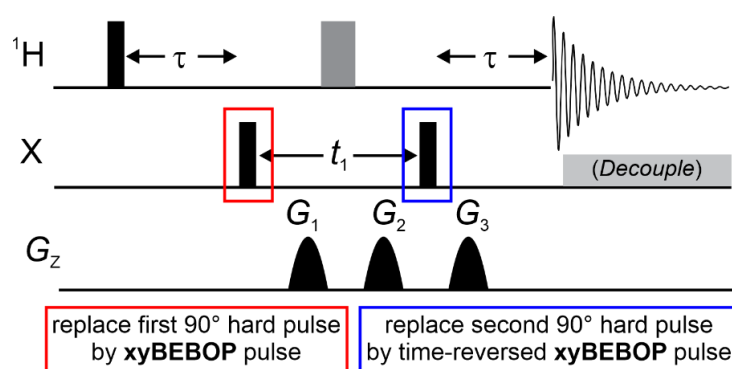 ¹H
τ
τ
X
t₁
(Decouple)
G₁
G₂
G₃
G_Z
replace first 90° hard pulse
by xyBEBOP pulse
replace second 90° hard pulse
by time-reversed xyBEBOP pulse